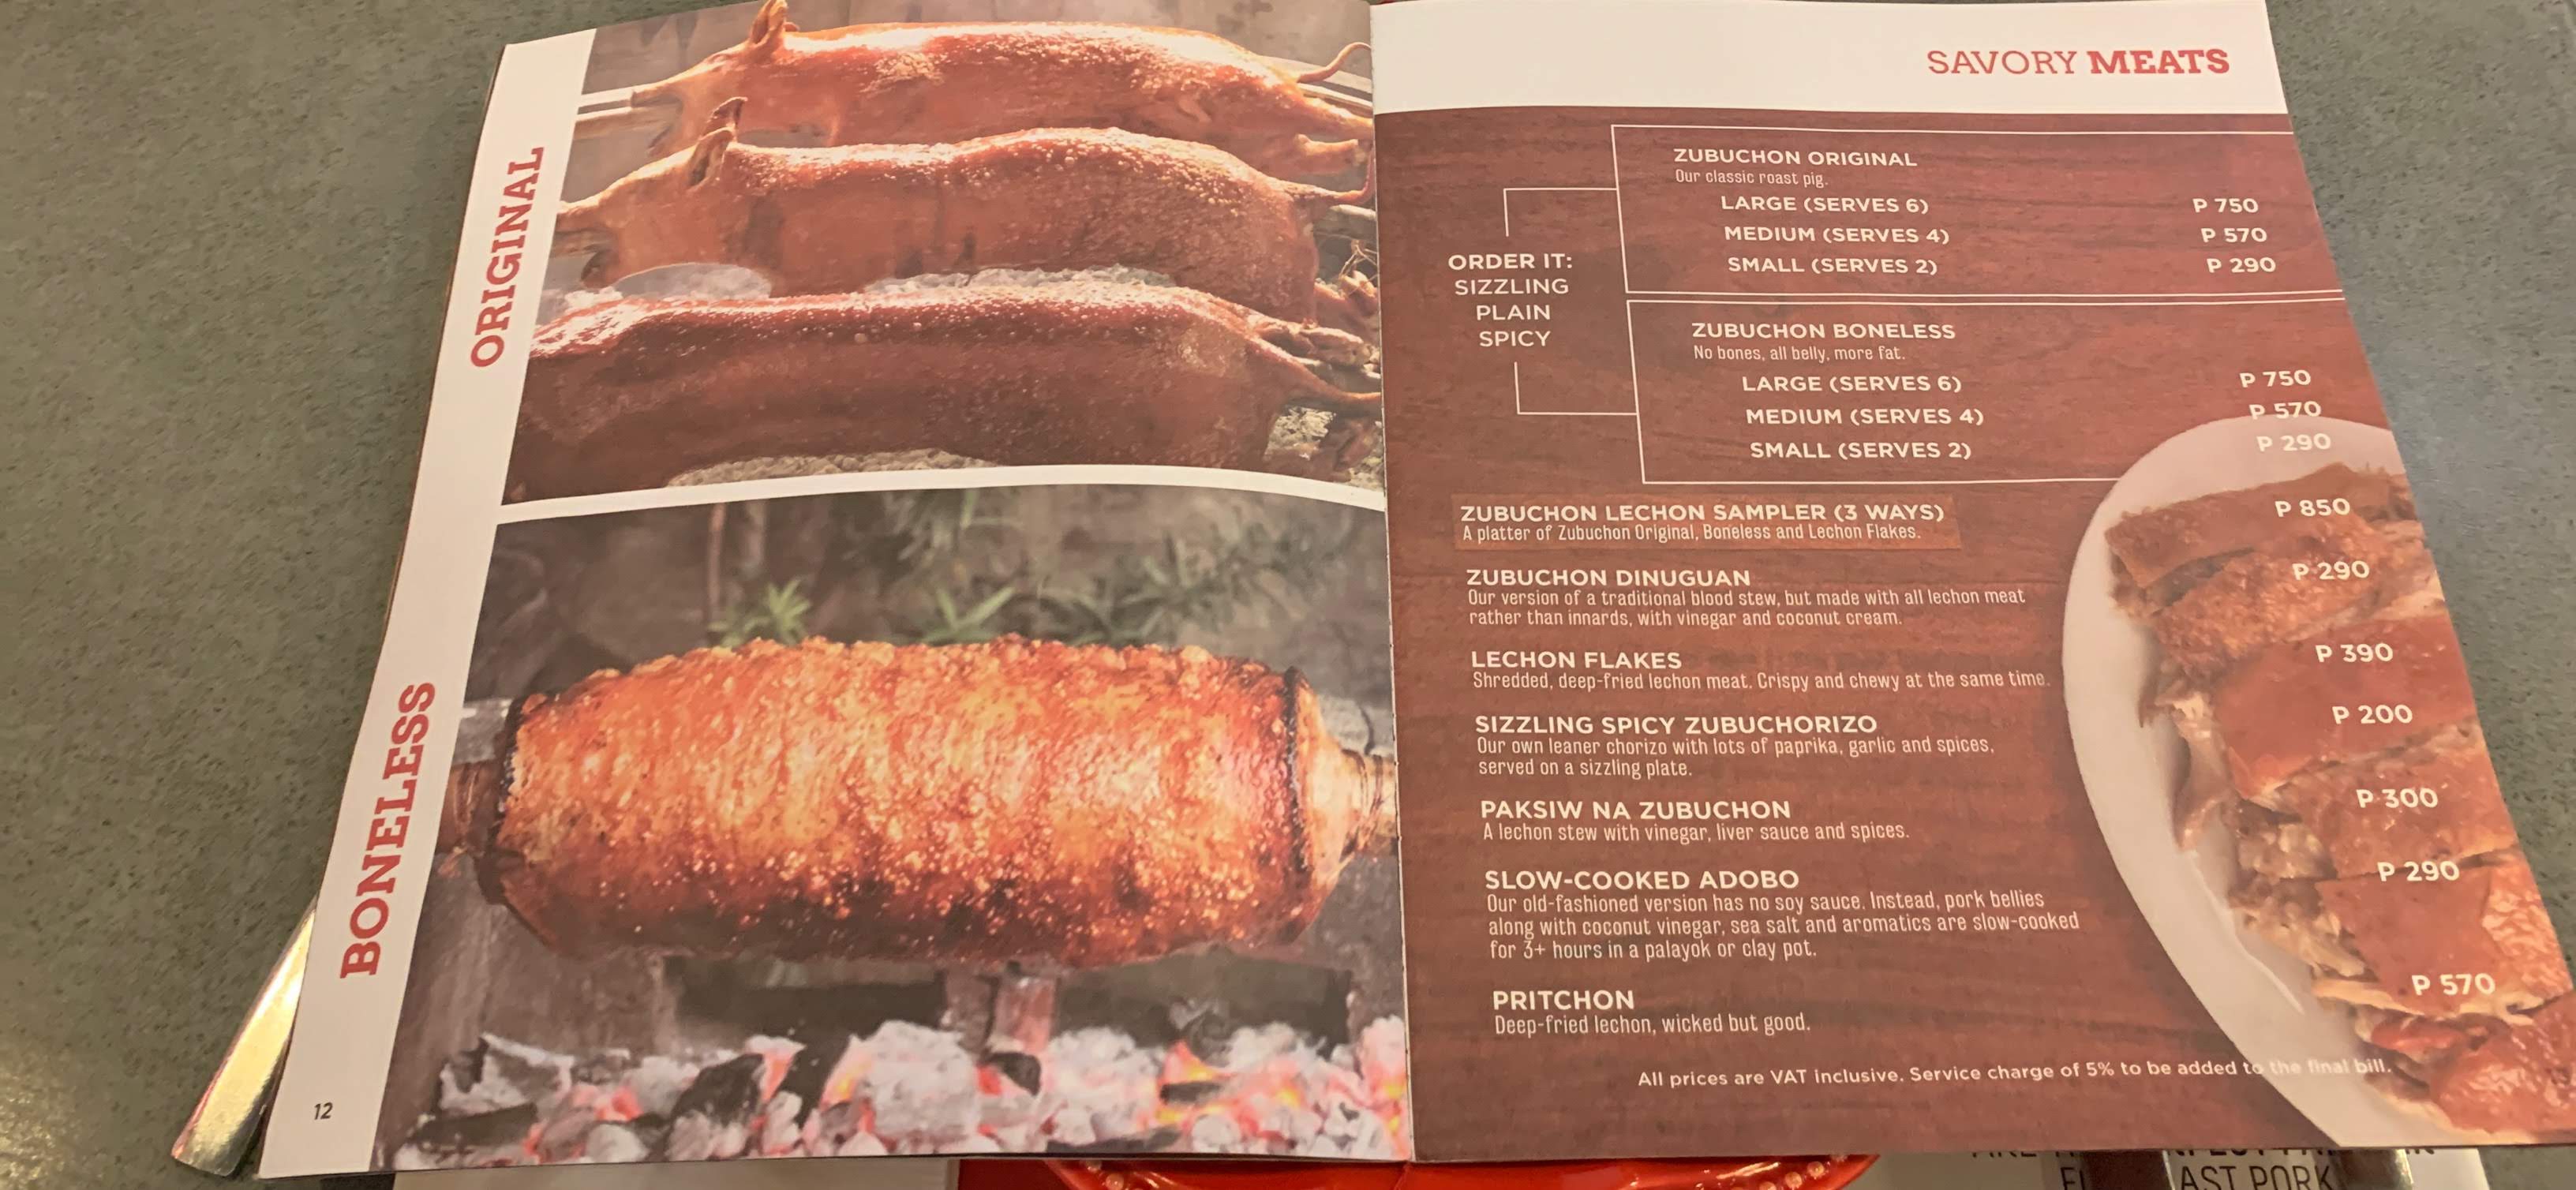 ORIGINAL
BONELESS
12
SAVORY MEATS
ORDER IT:
SIZZLING
PLAIN
SPICY
ZUBUCHON ORIGINAL
Our classic roast pig.
LARGE (SERVES 6) P 750
MEDIUM (SERVES 4) P 570
SMALL (SERVES 2) P 290
ZUBUCHON BONELESS
No bones, all belly, more fat.
LARGE (SERVES 6) P 750
MEDIUM (SERVES 4) P 570
SMALL (SERVES 2) P 290
ZUBUCHON LECHON SAMPLER (3 WAYS) P 850
A platter of Zubuchon Original, Boneless and Lechon Flakes.
ZUBUCHON DINUGUAN P 290
Our version of a traditional blood stew, but made with all lechon meat
rather than innards, with vinegar and coconut cream.
LECHON FLAKES P 390
Shredded, deep-fried lechon meat. Crispy and chewy at the same time.
SIZZLING SPICY ZUBUCHORIZO P 200
Our own leaner chorizo with lots of paprika, garlic and spices,
served on a sizzling plate.
PAKSIW NA ZUBUCHON P 300
A lechon stew with vinegar, liver sauce and spices.
SLOW-COOKED ADOBO P 290
Our old-fashioned version has no soy sauce. Instead, pork bellies
along with coconut vinegar, sea salt and aromatics are slow-cooked
for 3+ hours in a palayok or clay pot.
PRITCHON P 570
Deep-fried lechon, wicked but good.
All prices are VAT inclusive. Service charge of 5% to be added to the final bill.
PORK